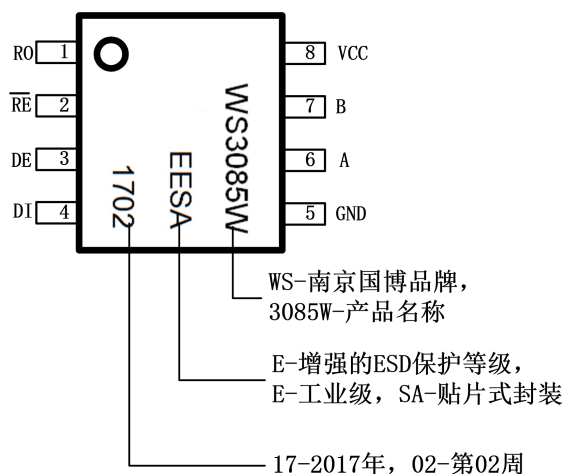 RO 1
RE 2
DE 3
DI 4
8 VCC
7 B
6 A
5 GND
WS3085W
EESA
1702
WS-南京国博品牌,
3085W-产品名称
E-增强的ESD保护等级,
E-工业级, SA-贴片式封装
17-2017年, 02-第02周